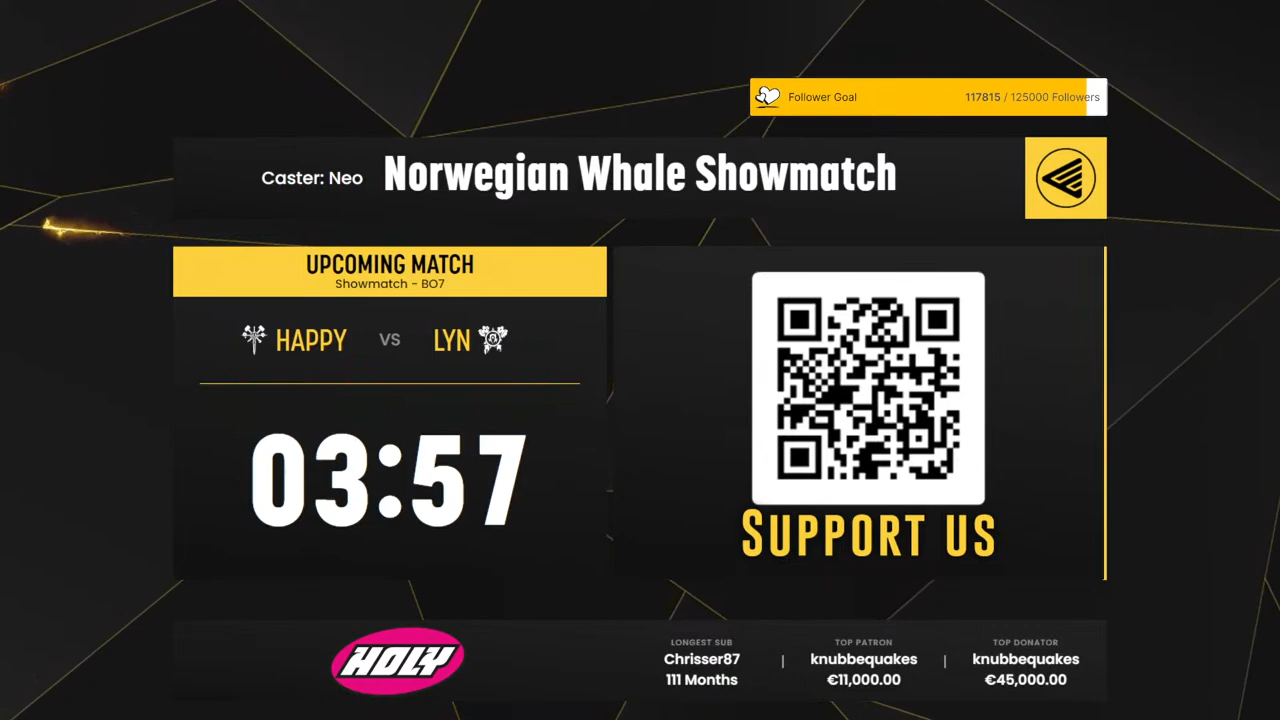 Follower Goal 117815 / 125000 Followers
Caster: Neo Norwegian Whale Showmatch
UPCOMING MATCH
Showmatch - BO7
HAPPY VS LYN
03:57
SUPPORT US
HOLY
LONGEST SUB
Chrisser87
111 Months
|
TOP PATRON
knubbequakes
€11,000.00
|
TOP DONATOR
knubbequakes
€45,000.00